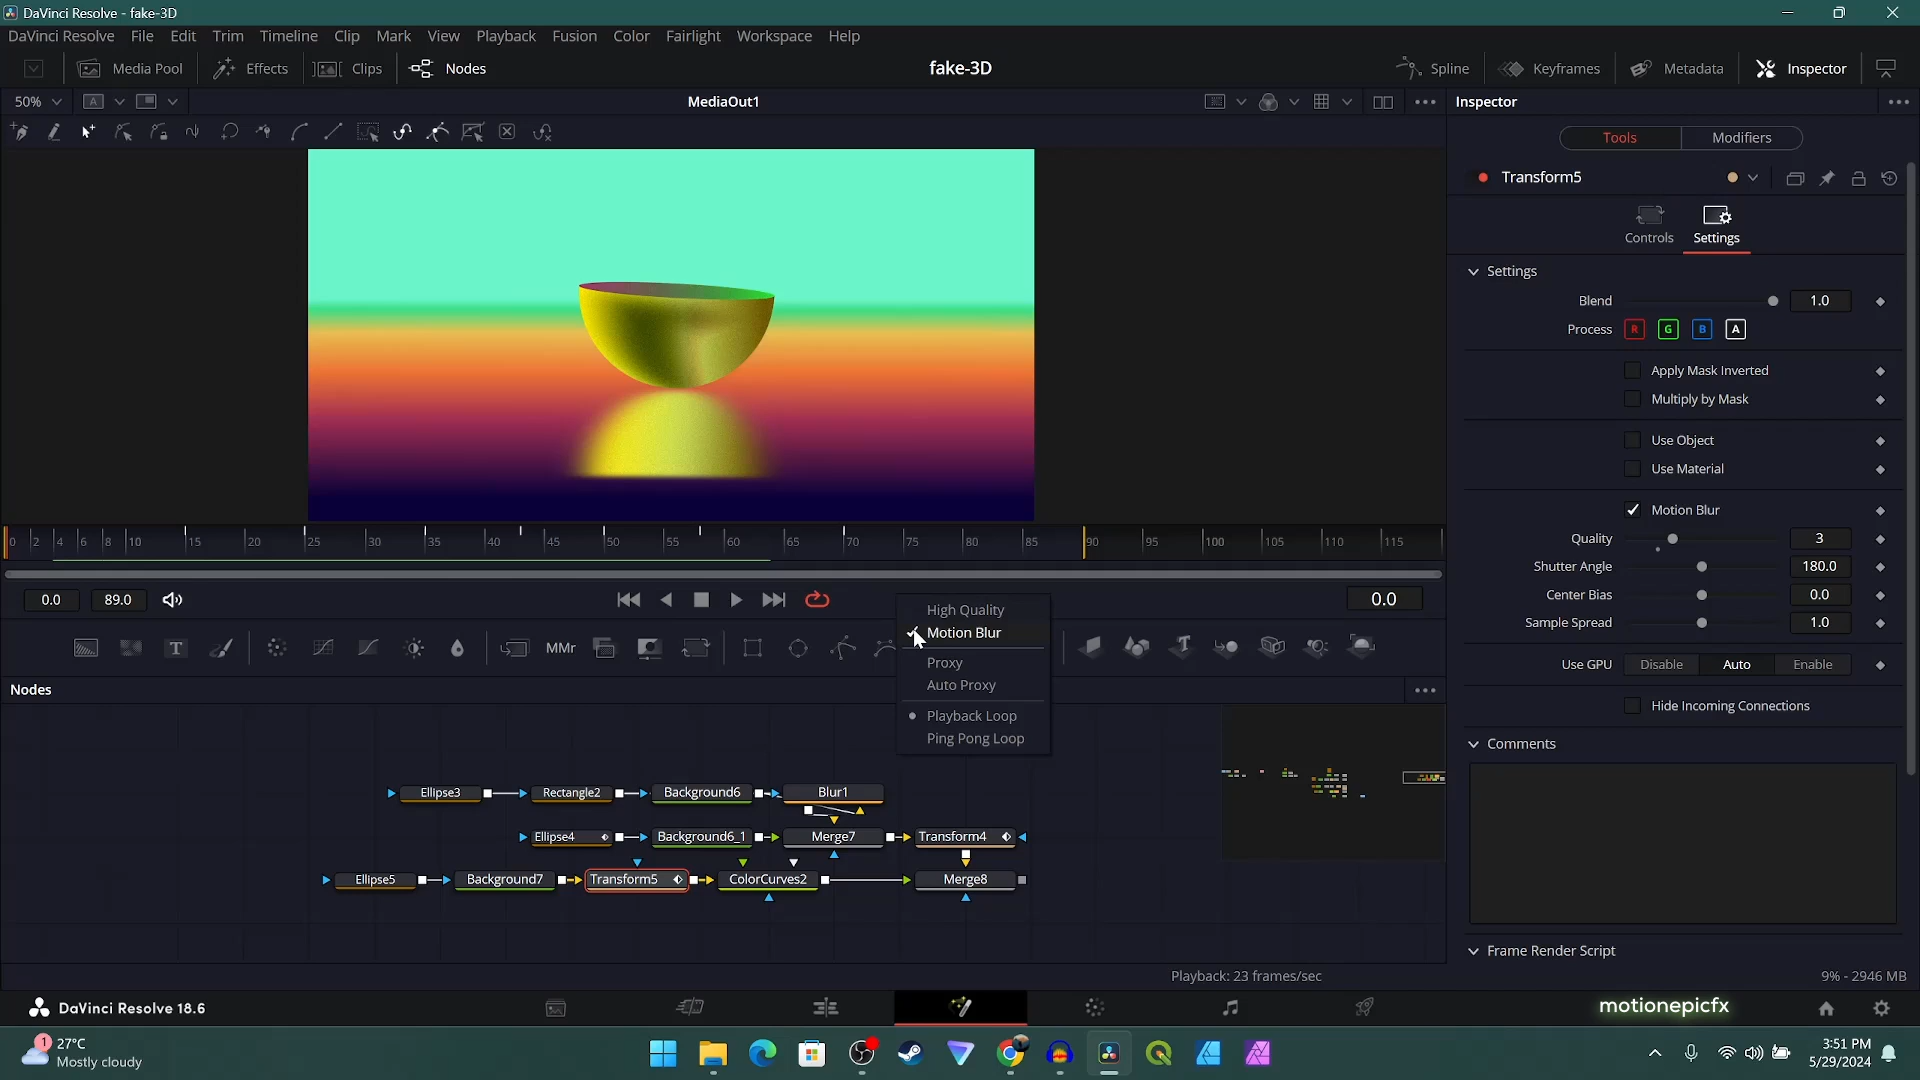 DaVinci Resolve - fake-3D
DaVinci Resolve File Edit Trim Timeline Clip Mark View Playback Fusion Color Fairlight Workspace Help
Media Pool Effects Clips Nodes fake-3D Spline Keyframes Metadata Inspector
50% A MediaOut1 Inspector
Tools Modifiers
Transform5
Controls Settings
Settings
Blend 1.0
Process R G B A
Apply Mask Inverted
Multiply by Mask
Use Object
Use Material
Motion Blur
Quality 3
Shutter Angle 180.0
Center Bias 0.0
Sample Spread 1.0
Use GPU Disable Auto Enable
Hide Incoming Connections
Comments
Frame Render Script
0 2 4 6 8 10 15 20 25 30 35 40 45 50 55 60 65 70 75 80 85 90 95 100 105 110 115
0.0 89.0 0.0
High Quality
Motion Blur
Proxy
Auto Proxy
Playback Loop
Ping Pong Loop
T MMr T
Nodes
Ellipse3 Rectangle2 Background6 Blur1
Ellipse4 Background6_1 Merge7 Transform4
Ellipse5 Background7 Transform5 ColorCurves2 Merge8
Playback: 23 frames/sec 9% - 2946 MB
DaVinci Resolve 18.6 motionepicfx
1 27°C
Mostly cloudy
3:51 PM
5/29/2024